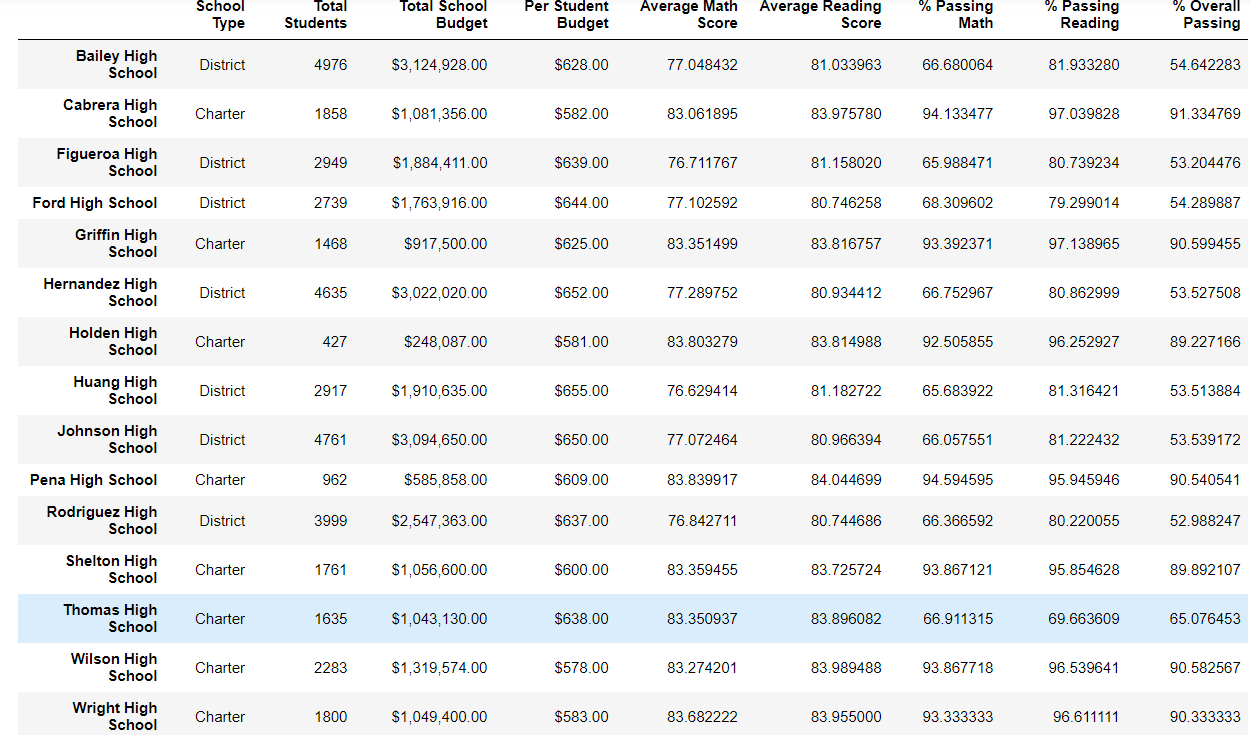 School Total Total School Per Student Average Math Average Reading % Passing % Passing % Overall
Type Students Budget Budget Score Score Math Reading Passing
Bailey High
School District 4976 $3,124,928.00 $628.00 77.048432 81.033963 66.680064 81.933280 54.642283
Cabrera High
School Charter 1858 $1,081,356.00 $582.00 83.061895 83.975780 94.133477 97.039828 91.334769
Figueroa High
School District 2949 $1,884,411.00 $639.00 76.711767 81.158020 65.988471 80.739234 53.204476
Ford High School District 2739 $1,763,916.00 $644.00 77.102592 80.746258 68.309602 79.299014 54.289887
Griffin High
School Charter 1468 $917,500.00 $625.00 83.351499 83.816757 93.392371 97.138965 90.599455
Hernandez High
School District 4635 $3,022,020.00 $652.00 77.289752 80.934412 66.752967 80.862999 53.527508
Holden High
School Charter 427 $248,087.00 $581.00 83.803279 83.814988 92.505855 96.252927 89.227166
Huang High
School District 2917 $1,910,635.00 $655.00 76.629414 81.182722 65.683922 81.316421 53.513884
Johnson High
School District 4761 $3,094,650.00 $650.00 77.072464 80.966394 66.057551 81.222432 53.539172
Pena High School Charter 962 $585,858.00 $609.00 83.839917 84.044699 94.594595 95.945946 90.540541
Rodriguez High
School District 3999 $2,547,363.00 $637.00 76.842711 80.744686 66.366592 80.220055 52.988247
Shelton High
School Charter 1761 $1,056,600.00 $600.00 83.359455 83.725724 93.867121 95.854628 89.892107
Thomas High
School Charter 1635 $1,043,130.00 $638.00 83.350937 83.896082 66.911315 69.663609 65.076453
Wilson High
School Charter 2283 $1,319,574.00 $578.00 83.274201 83.989488 93.867718 96.539641 90.582567
Wright High
School Charter 1800 $1,049,400.00 $583.00 83.682222 83.955000 93.333333 96.611111 90.333333